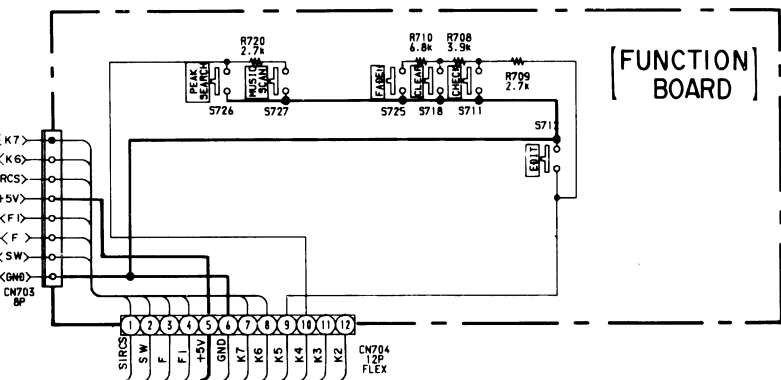 R720
2.7k
R710
6.8k
R708
3.9k
R709
2.7k
[FUNCTION
BOARD]
PEAK
SEARCH
MUSIC
SCAN
FADER
CLEAR
CHECK
S726
S727
S725
S718
S711
EDIT
K7
K6
RCS
+5V
F1
F
SW
GND
CN703
8P
1 2 3 4 5 6 7 8 9 10 11 12
SIRCS
SW
F
F1
+5V
GND
K7
K6
K5
K4
K3
K2
CN704
12P
FLEX